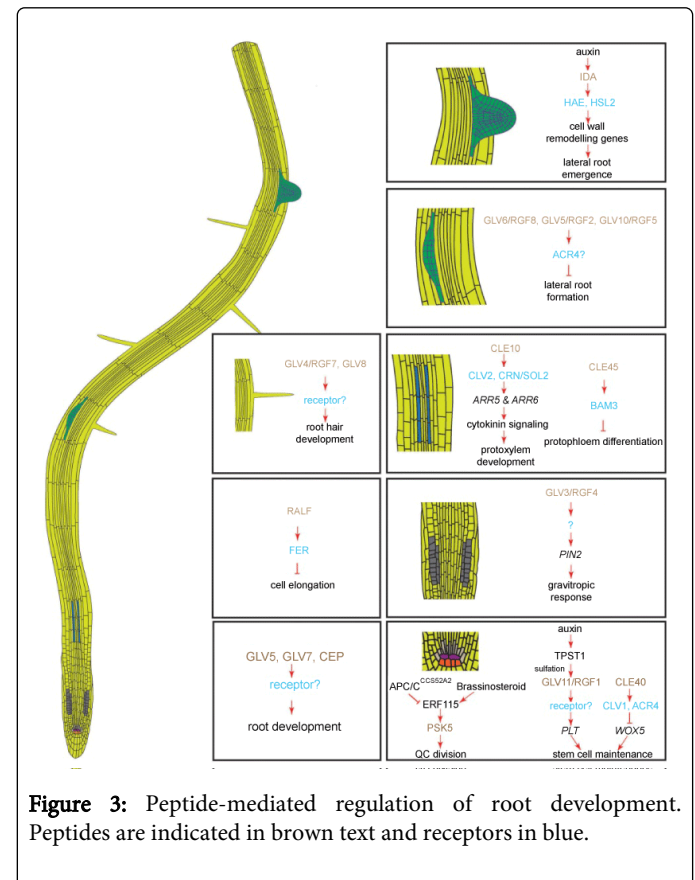 auxin
IDA
HAE, HSL2
cell wall
remodelling genes
lateral root
emergence
GLV6/RGF8, GLV5/RGF2, GLV10/RGF5
ACR4?
lateral root
formation
GLV4/RGF7, GLV8
receptor?
root hair
development
CLE10
CLV2, CRN/SOL2
ARR5 & ARR6
cytokinin signaling
protoxylem
development
CLE45
BAM3
protophloem differentiation
RALF
FER
cell elongation
GLV3/RGF4
?
PIN2
gravitropic
response
GLV5, GLV7, CEP
receptor?
root development
APC/C^CCS52A2
Brassinosteroid
ERF115
PSK5
QC division
auxin
TPST1
sulfation
GLV11/RGF1
receptor?
PLT
CLE40
CLV1, ACR4
WOX5
stem cell maintenance
Figure 3: Peptide-mediated regulation of root development.
Peptides are indicated in brown text and receptors in blue.